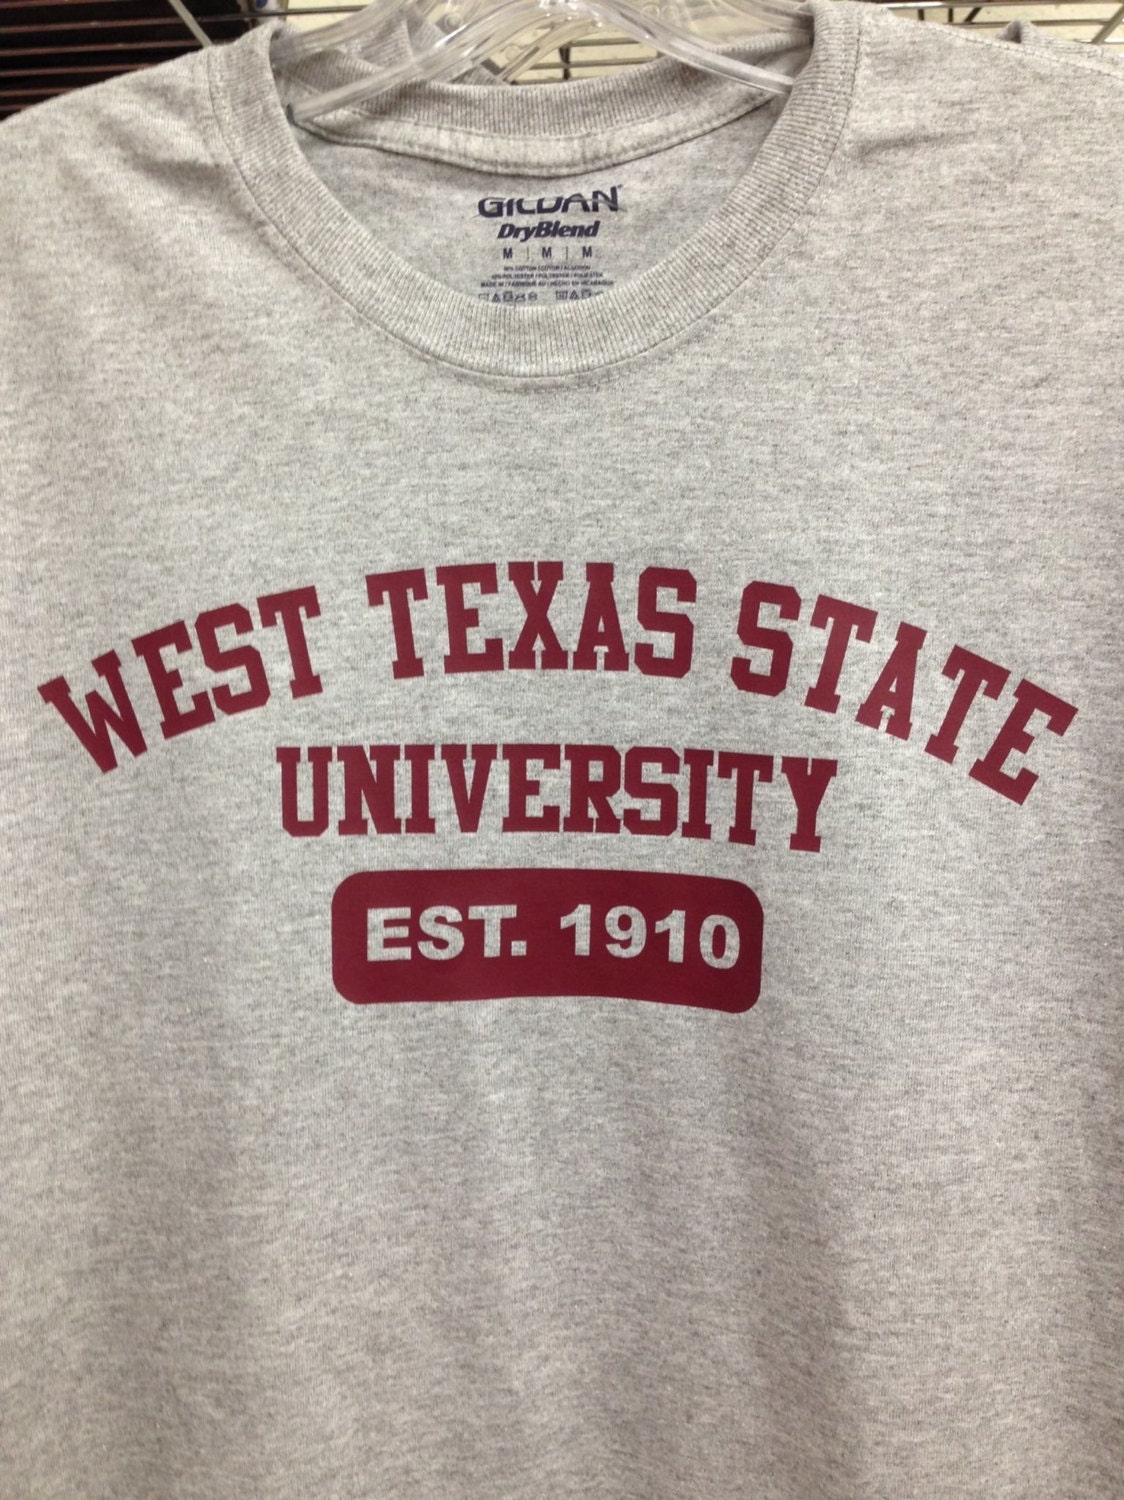 GILDAN
DryBlend
M | M | M
WEST TEXAS STATE
UNIVERSITY
EST. 1910